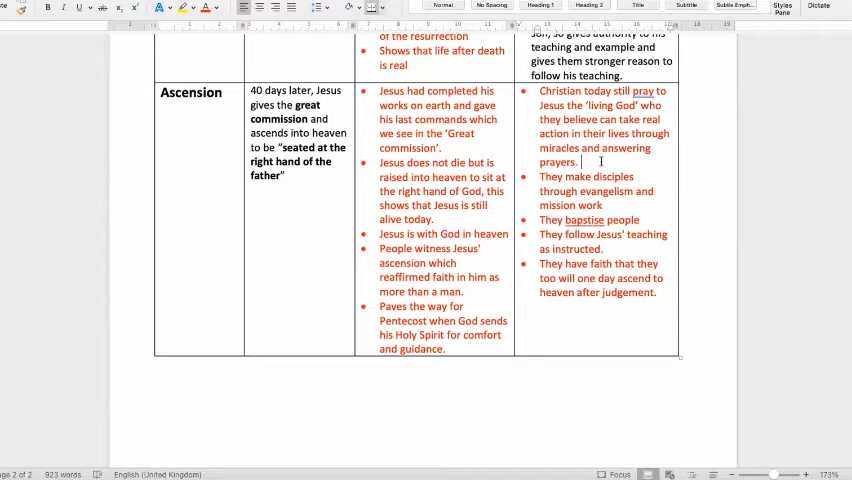 Normal
No Spacing
Heading 1
Heading 2
Title
Subtitle
Subtle Emph...
Styles
Pane
Dictate
of the resurrection
Shows that life after death
is real
son, so gives authority to his
teaching and example and
gives them stronger reason to
follow his teaching.
Ascension
40 days later, Jesus
gives the great
commission and
ascends into heaven
to be "seated at the
right hand of the
father"
Jesus had completed his
works on earth and gave
his last commands which
we see in the 'Great
commission'.
Jesus does not die but is
raised into heaven to sit at
the right hand of God, this
shows that Jesus is still
alive today.
Jesus is with God in heaven
People witness Jesus'
ascension which
reaffirmed faith in him as
more than a man.
Paves the way for
Pentecost when God sends
his Holy Spirit for comfort
and guidance.
Christian today still pray to
Jesus the 'living God' who
they believe can take real
action in their lives through
miracles and answering
prayers.
They make disciples
through evangelism and
mission work
They bapstise people
They follow Jesus' teaching
as instructed.
They have faith that they
too will one day ascend to
heaven after judgement.
age 2 of 2
923 words
English (United Kingdom)
Focus
173%